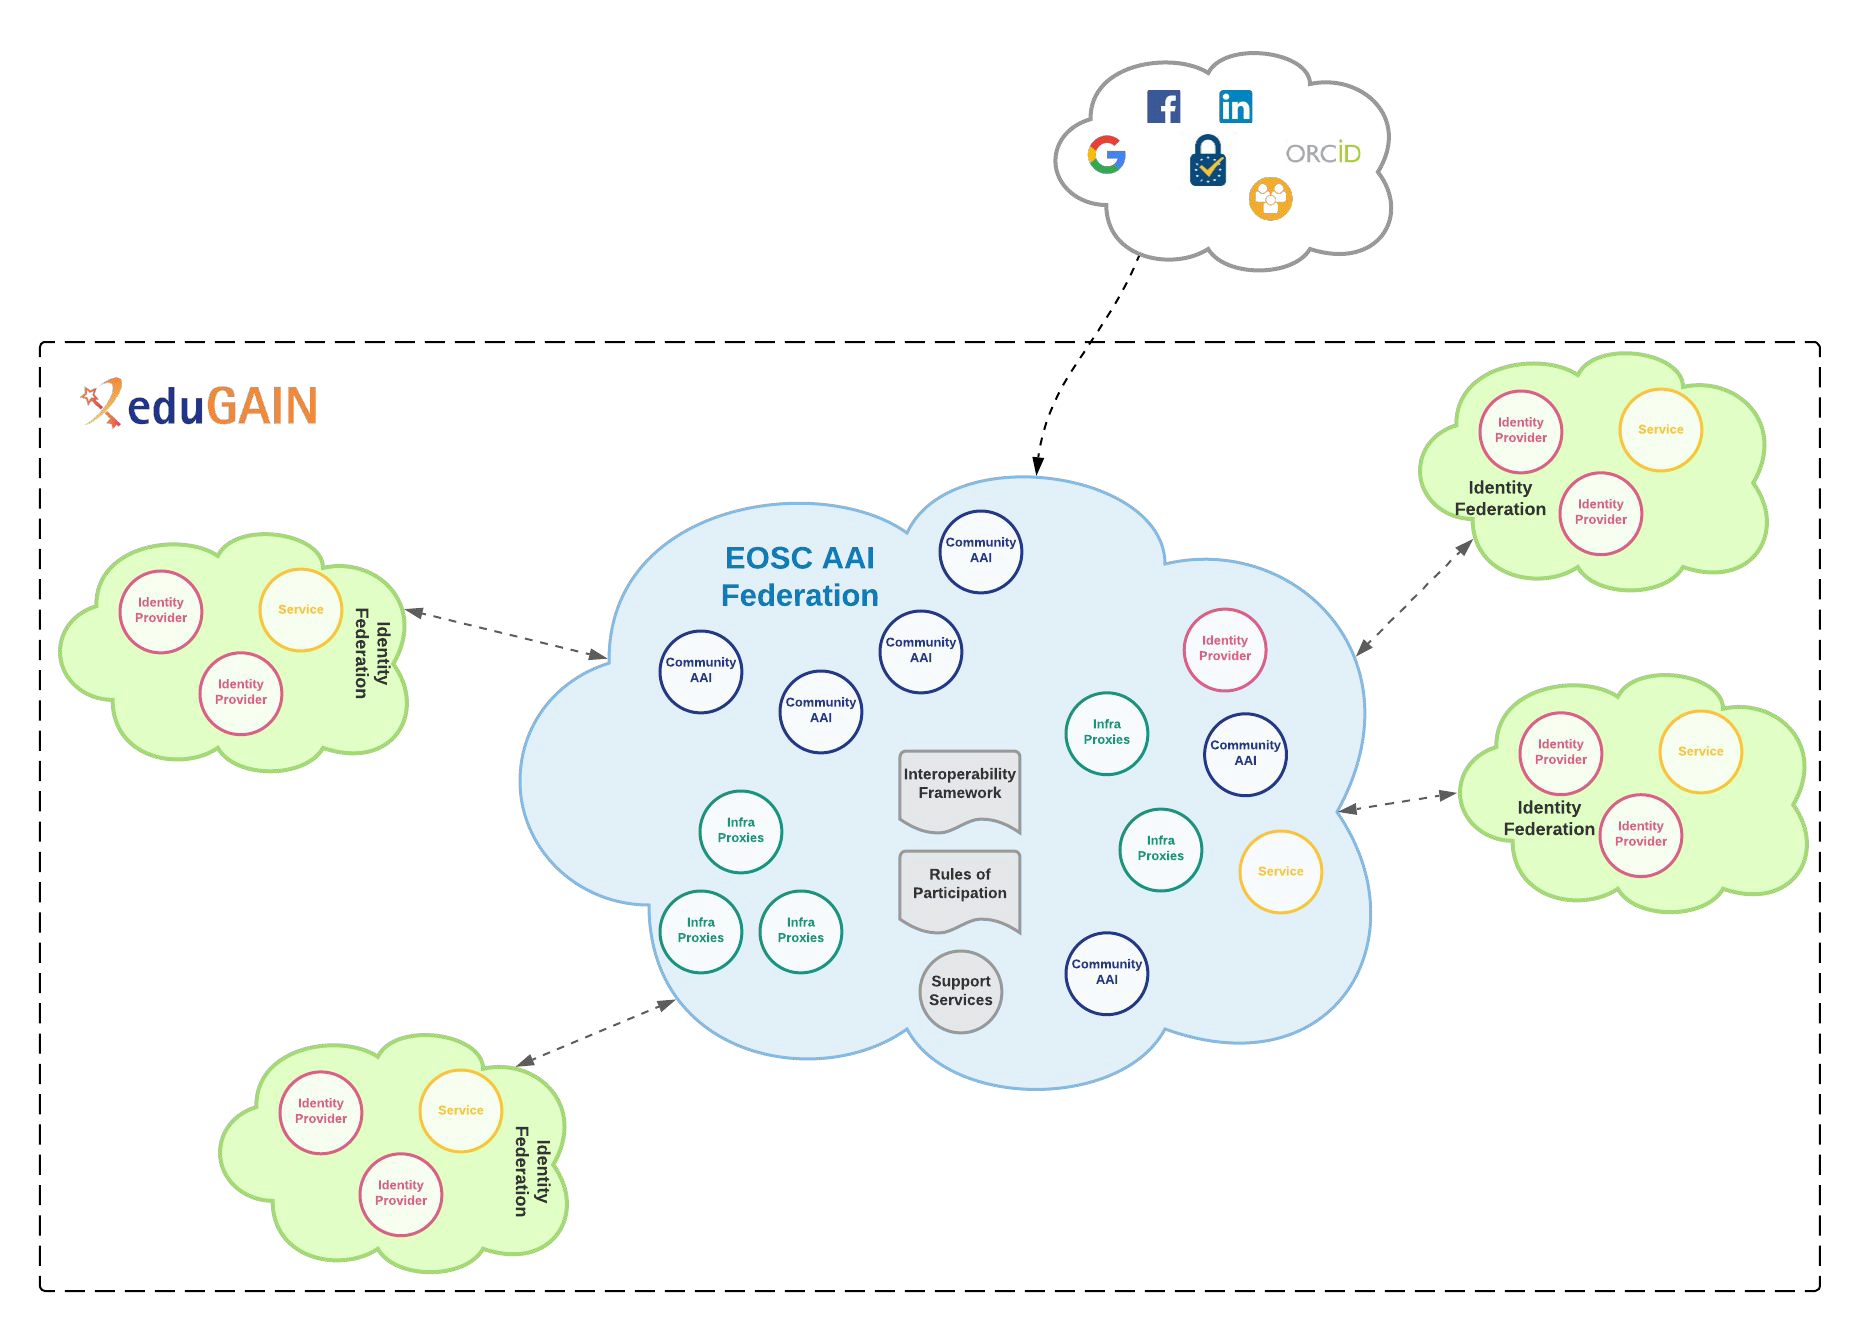 in
ORCiD
eduGAIN
Identity
Provider
Service
Identity
Provider
Identity
Federation
EOSC AAI
Federation
Community
AAI
Community
AAI
Community
AAI
Community
AAI
Identity
Provider
Service
Identity
Provider
Identity
Federation
Identity
Provider
Infra
Proxies
Community
AAI
Interoperability
Framework
Identity
Provider
Service
Identity
Federation
Identity
Provider
Infra
Proxies
Infra
Proxies
Service
Rules of
Participation
Infra
Proxies
Infra
Proxies
Support
Services
Community
AAI
Identity
Provider
Service
Identity
Provider
Identity
Federation